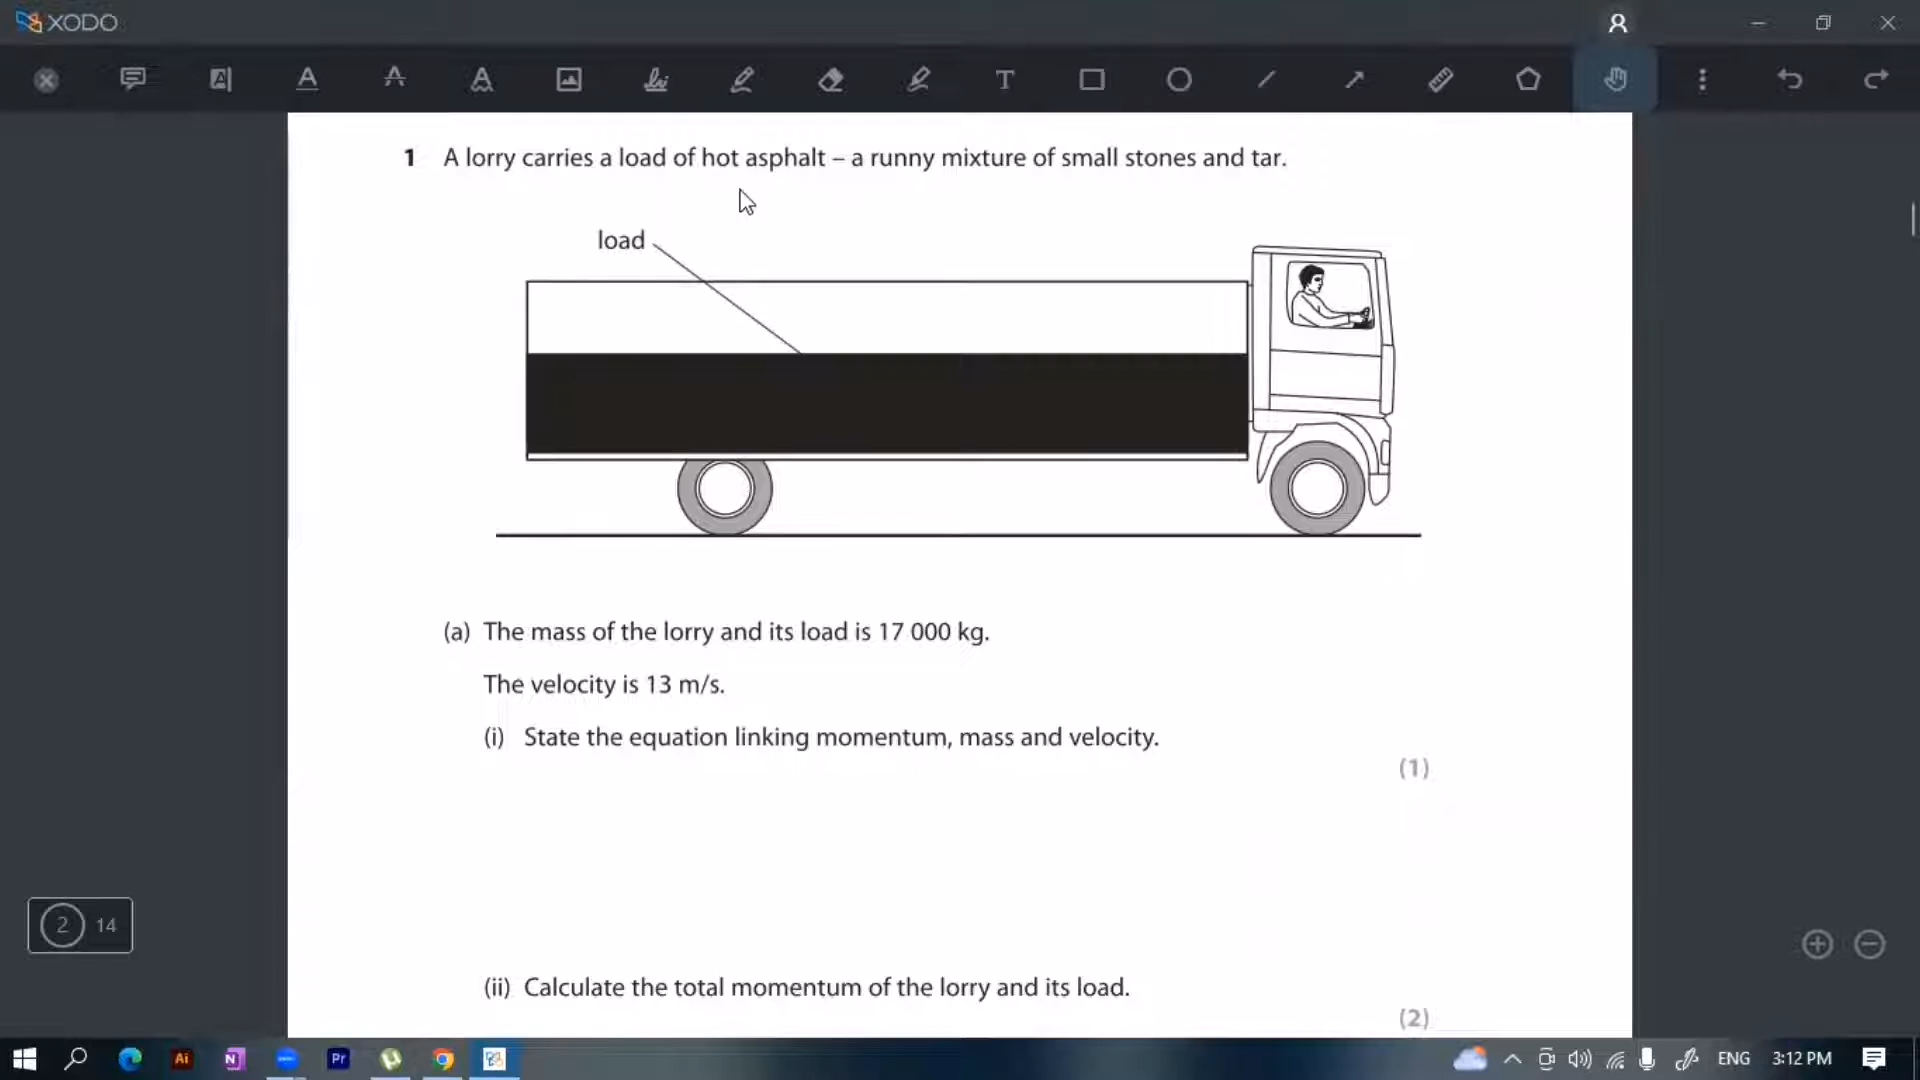 XODO
T
1 A lorry carries a load of hot asphalt – a runny mixture of small stones and tar.
load
(a) The mass of the lorry and its load is 17 000 kg.
The velocity is 13 m/s.
(i) State the equation linking momentum, mass and velocity.
(1)
2 14
(ii) Calculate the total momentum of the lorry and its load.
(2)
Ai N Pr ENG 3:12 PM